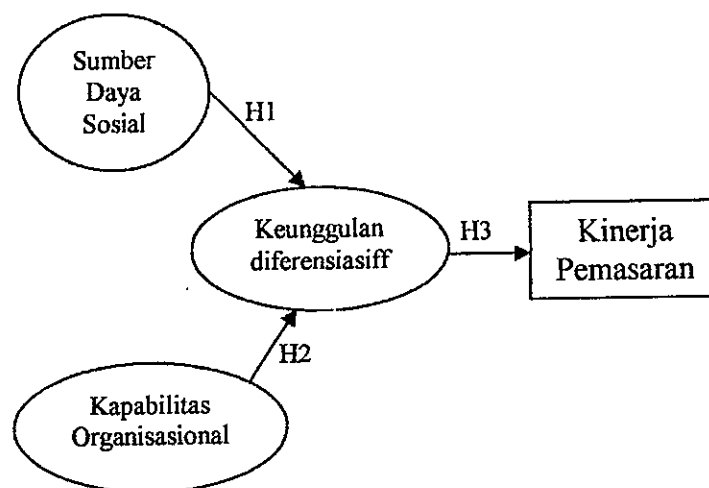 Sumber
Daya
Sosial
H1
Keunggulan
diferensiasiff
H3
Kinerja
Pemasaran
H2
Kapabilitas
Organisasional